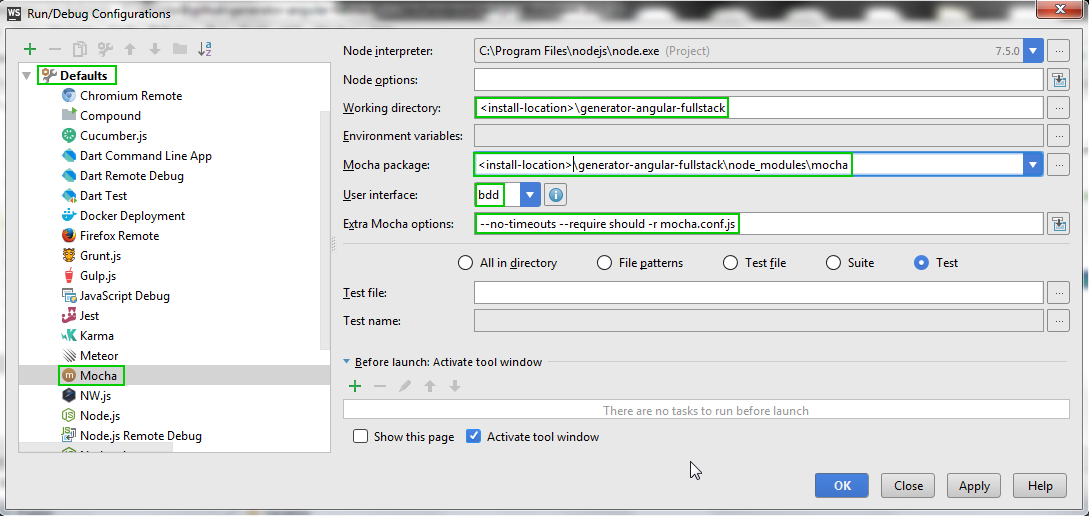 WS Run/Debug Configurations
Defaults
Chromium Remote
Compound
Cucumber.js
Dart Command Line App
Dart Remote Debug
Dart Test
Docker Deployment
Firefox Remote
Grunt.js
Gulp.js
JavaScript Debug
Jest
Karma
Meteor
m Mocha
NW.js
Node.js
Node.js Remote Debug
Node interpreter: C:\Program Files\nodejs\node.exe (Project) 7.5.0 ...
Node options:
Working directory: <install-location>\generator-angular-fullstack ...
Environment variables: ...
Mocha package: <install-location>\generator-angular-fullstack\node_modules\mocha ...
User interface: bdd
Extra Mocha options: --no-timeouts --require should -r mocha.conf.js
All in directory File patterns Test file Suite Test
Test file: ...
Test name: ...
Before launch: Activate tool window
There are no tasks to run before launch
Show this page Activate tool window
OK Close Apply Help